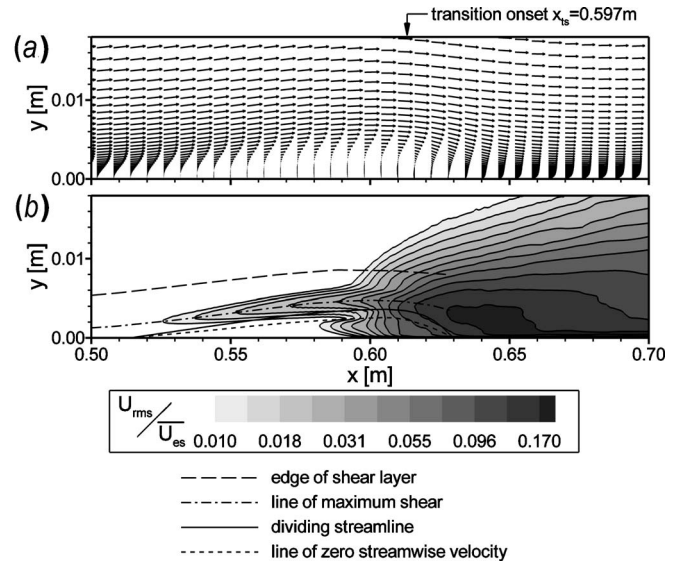 transition onset x_ts=0.597m
(a)
y [m]
0.01
0.00
(b)
y [m]
0.01
0.00
0.50 0.55 0.60 0.65 0.70
x [m]
U_rms/U̅_es
0.010 0.018 0.031 0.055 0.096 0.170
edge of shear layer
line of maximum shear
dividing streamline
line of zero streamwise velocity